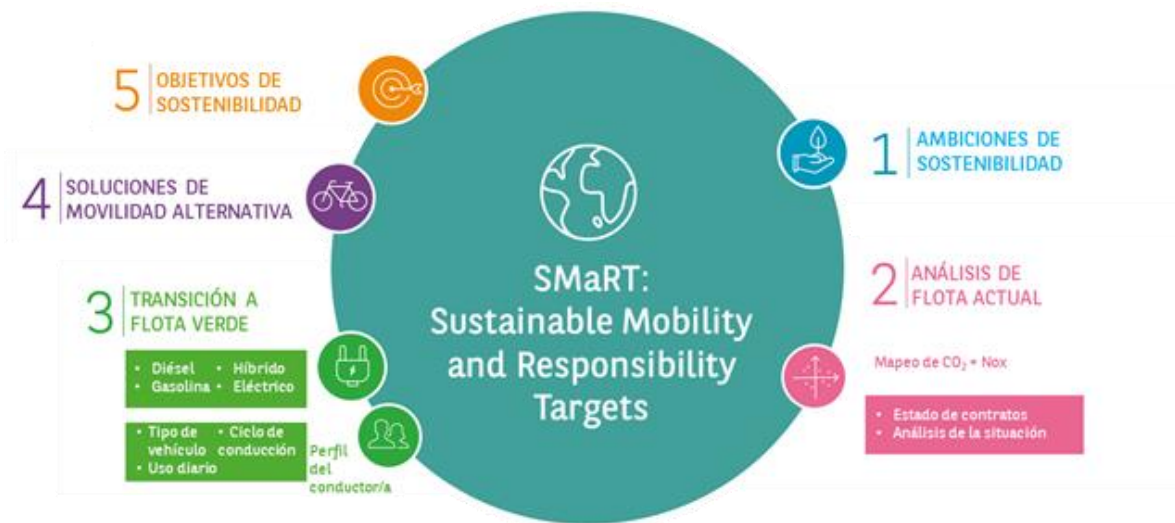 SMaRT:
Sustainable Mobility
and Responsibility
Targets
1
AMBICIONES DE
SOSTENIBILIDAD
2
ANÁLISIS DE
FLOTA ACTUAL
Mapeo de CO₂ + Nox
• Estado de contratos
• Análisis de la situación
3
TRANSICIÓN A
FLOTA VERDE
• Diésel • Híbrido
• Gasolina • Eléctrico
• Tipo de • Ciclo de
vehículo conducción
• Uso diario
Perfil
del
conductor/a
4
SOLUCIONES DE
MOVILIDAD ALTERNATIVA
5
OBJETIVOS DE
SOSTENIBILIDAD